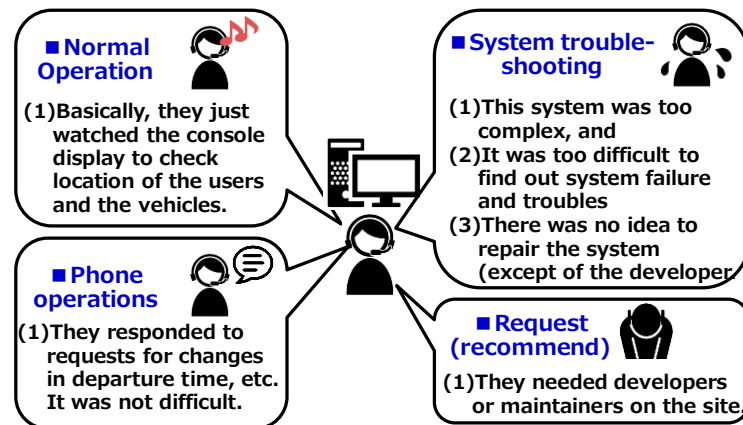 ■Normal
Operation
(1)Basically, they just
watched the console
display to check
location of the users
and the vehicles.
■System trouble-
shooting
(1)This system was too
complex, and
(2)It was too difficult to
find out system failure
and troubles
(3)There was no idea to
repair the system
(except of the developer.
■Phone
operations
(1)They responded to
requests for changes
in departure time, etc.
It was not difficult.
■Request
(recommend)
(1)They needed developers
or maintainers on the site.